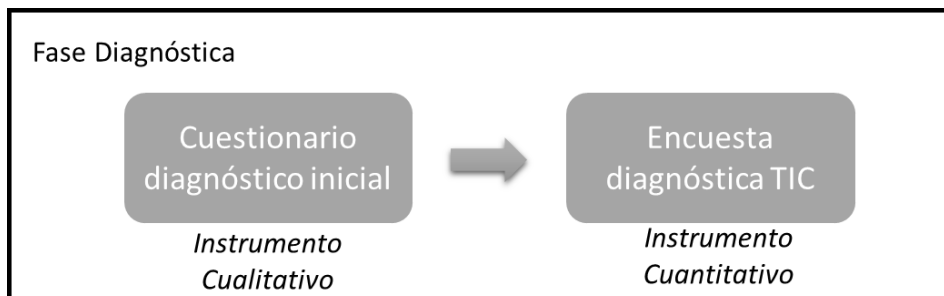 Fase Diagnóstica
Cuestionario
diagnóstico inicial
Instrumento
Cualitativo
Encuesta
diagnóstica TIC
Instrumento
Cuantitativo